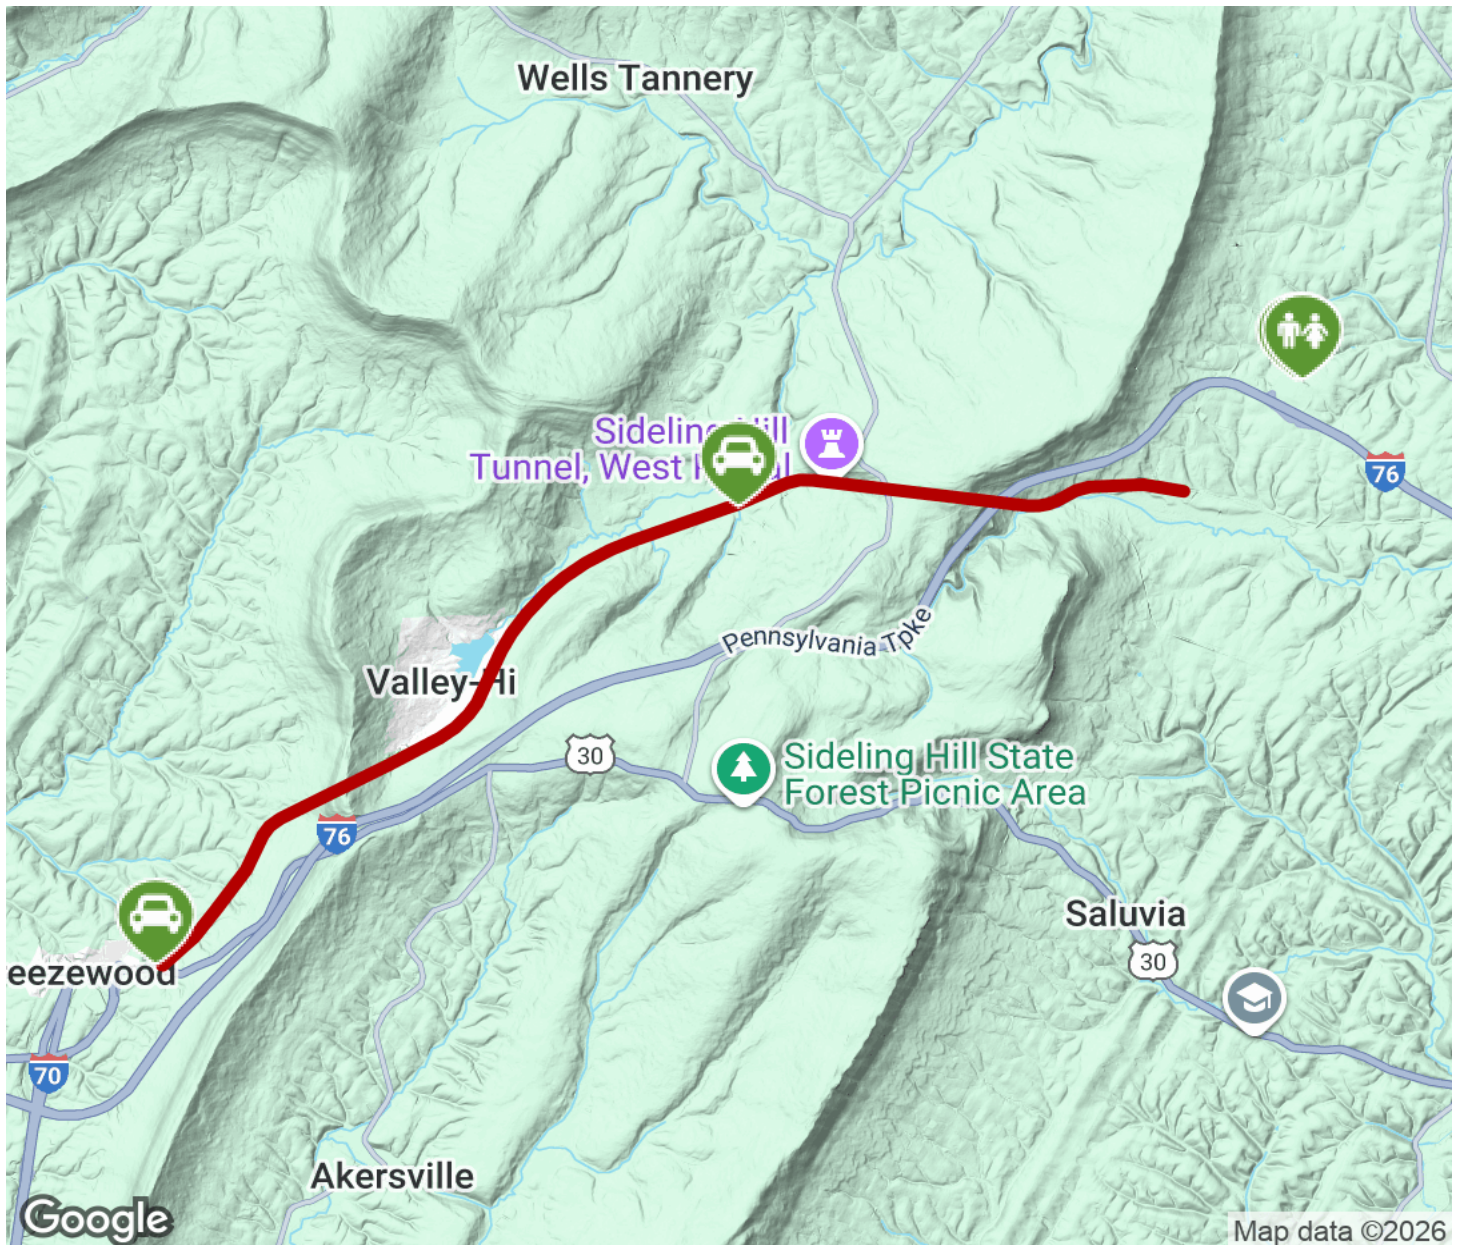 Wells Tannery
76
Sideling Hill
Tunnel, West
Pennsylvania Tpke
Valley-Hi
30
Sideling Hill State
Forest Picnic Area
76
Saluvia
30
eezewood
70
Akersville
Google
Map data ©2026